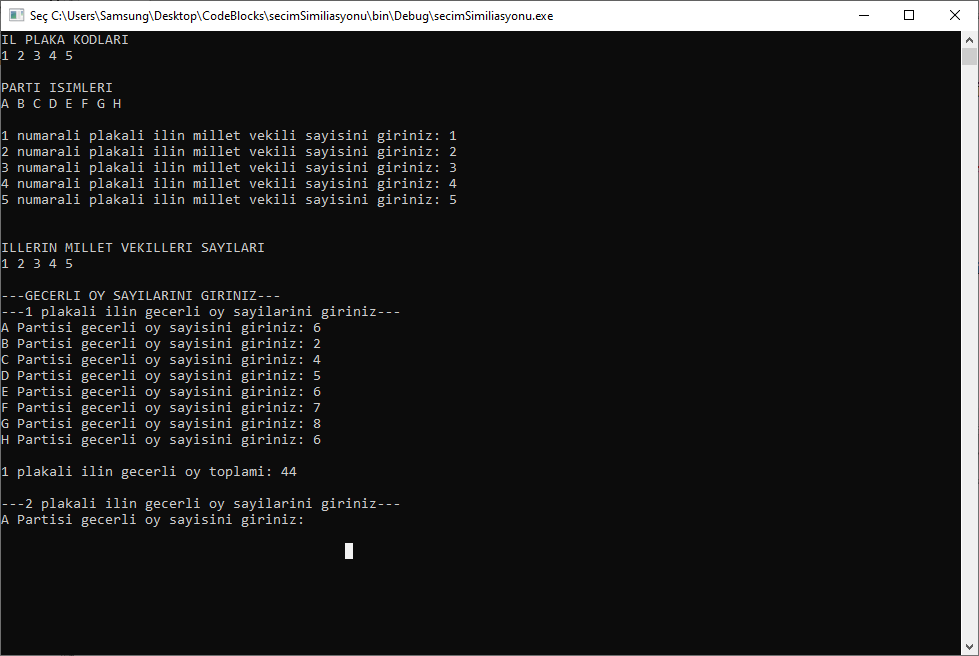 Seç C:\Users\Samsung\Desktop\CodeBlocks\secimSimiliasyonu\bin\Debug\secimSimiliasyonu.exe
IL PLAKA KODLARI
1 2 3 4 5
PARTI ISIMLERI
A B C D E F G H
1 numarali plakali ilin millet vekili sayisini giriniz: 1
2 numarali plakali ilin millet vekili sayisini giriniz: 2
3 numarali plakali ilin millet vekili sayisini giriniz: 3
4 numarali plakali ilin millet vekili sayisini giriniz: 4
5 numarali plakali ilin millet vekili sayisini giriniz: 5
ILLERIN MILLET VEKILLERI SAYILARI
1 2 3 4 5
---GECERLI OY SAYILARINI GIRINIZ---
---1 plakali ilin gecerli oy sayilarini giriniz---
A Partisi gecerli oy sayisini giriniz: 6
B Partisi gecerli oy sayisini giriniz: 2
C Partisi gecerli oy sayisini giriniz: 4
D Partisi gecerli oy sayisini giriniz: 5
E Partisi gecerli oy sayisini giriniz: 6
F Partisi gecerli oy sayisini giriniz: 7
G Partisi gecerli oy sayisini giriniz: 8
H Partisi gecerli oy sayisini giriniz: 6
1 plakali ilin gecerli oy toplami: 44
---2 plakali ilin gecerli oy sayilarini giriniz---
A Partisi gecerli oy sayisini giriniz: